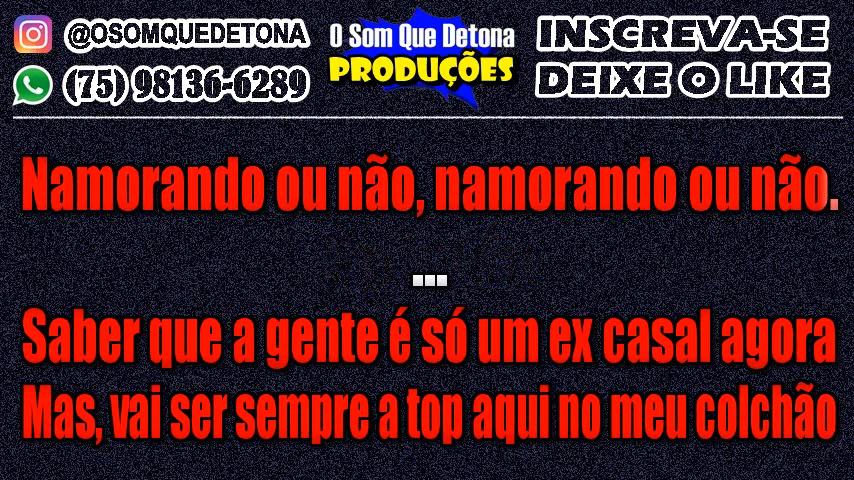 @OSOMQUEDETONA
(75) 98136-6289
O Som Que Detona
PRODUÇÕES
INSCREVA-SE
DEIXE O LIKE
Namorando ou não, namorando ou não.
...
Saber que a gente é só um ex casal agora
Mas, vai ser sempre a top aqui no meu colchão